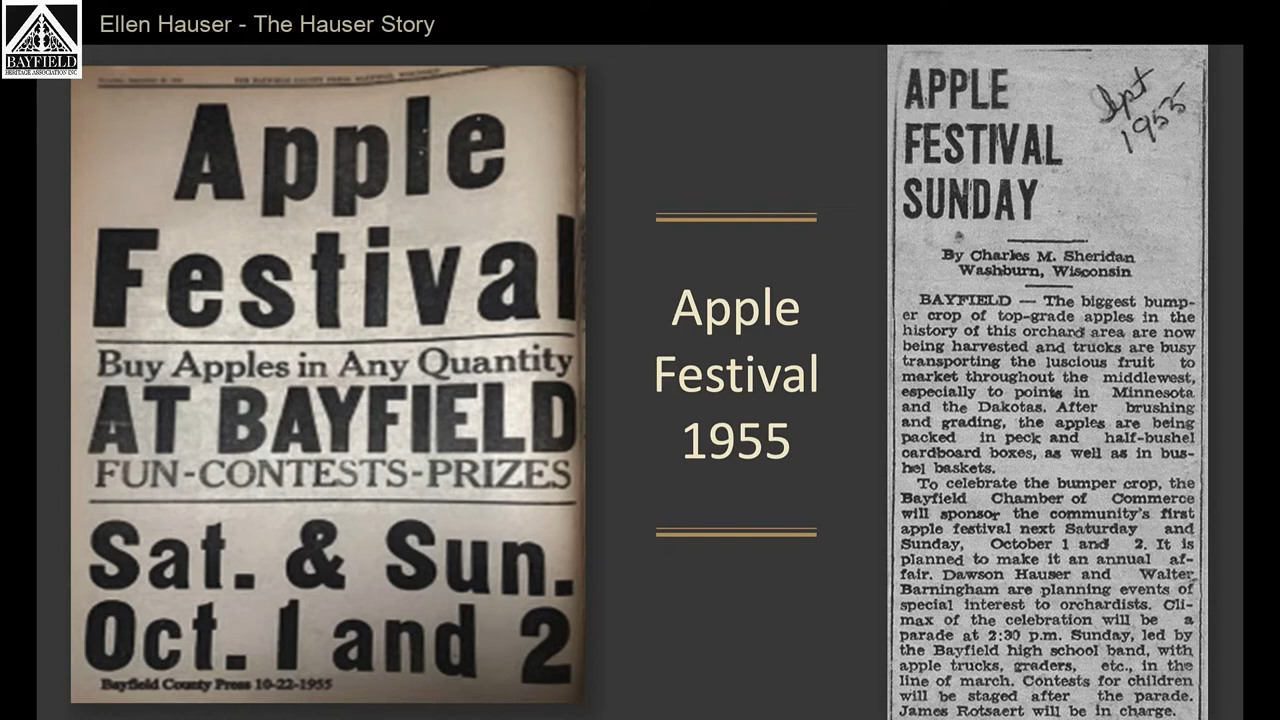 Ellen Hauser - The Hauser Story
BAYFIELD
HERITAGE ASSOCIATION INC
THE BAYFIELD COUNTY PRESS, BAYFIELD, WISCONSIN
Apple
Festival
Buy Apples in Any Quantity
AT BAYFIELD
FUN-CONTESTS-PRIZES
Sat. & Sun.
Oct. 1 and 2
Bayfield County Press 10-22-1955
Apple
Festival
1955
APPLE
FESTIVAL
SUNDAY
Sept
1955
By Charles M. Sheridan
Washburn, Wisconsin
BAYFIELD — The biggest bump-
er crop of top-grade apples in the
history of this orchard area are now
being harvested and trucks are busy
transporting the luscious fruit to
market throughout the middlewest,
especially to points in Minnesota
and the Dakotas. After brushing
and grading, the apples are being
packed in peck and half-bushel
cardboard boxes, as well as in bus-
hel baskets.
To celebrate the bumper crop, the
Bayfield Chamber of Commerce
will sponsor the community's first
apple festival next Saturday and
Sunday, October 1 and 2. It is
planned to make it an annual af-
fair. Dawson Hauser and Walter
Barningham are planning events of
special interest to orchardists. Cli-
max of the celebration will be a
parade at 2:30 p.m. Sunday, led by
the Bayfield high school band, with
apple trucks, graders, etc., in the
line of march. Contests for children
will be staged after the parade.
James Rotsaert will be in charge.